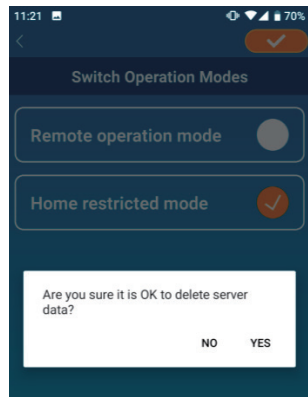 11:21 70%
Switch Operation Modes
Remote operation mode
Home restricted mode
Are you sure it is OK to delete server
data?
NO YES